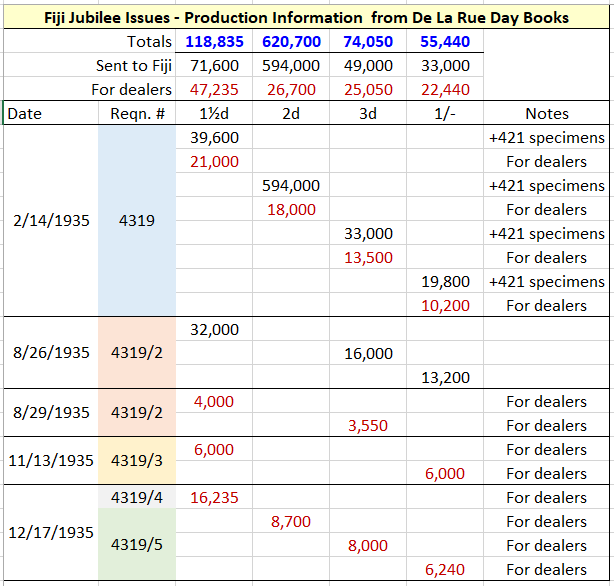 Fiji Jubilee Issues - Production Information from De La Rue Day Books
Totals 118,835 620,700 74,050 55,440
Sent to Fiji 71,600 594,000 49,000 33,000
For dealers 47,235 26,700 25,050 22,440
Date Reqn. # 1½d 2d 3d 1/- Notes
39,600 +421 specimens
21,000 For dealers
594,000 +421 specimens
18,000 For dealers
2/14/1935 4319
33,000 +421 specimens
13,500 For dealers
19,800 +421 specimens
10,200 For dealers
32,000
8/26/1935 4319/2 16,000
13,200
8/29/1935 4319/2
4,000 For dealers
3,550 For dealers
11/13/1935 4319/3
6,000 For dealers
6,000 For dealers
12/17/1935
4319/4 16,235 For dealers
8,700 For dealers
4319/5 8,000 For dealers
6,240 For dealers